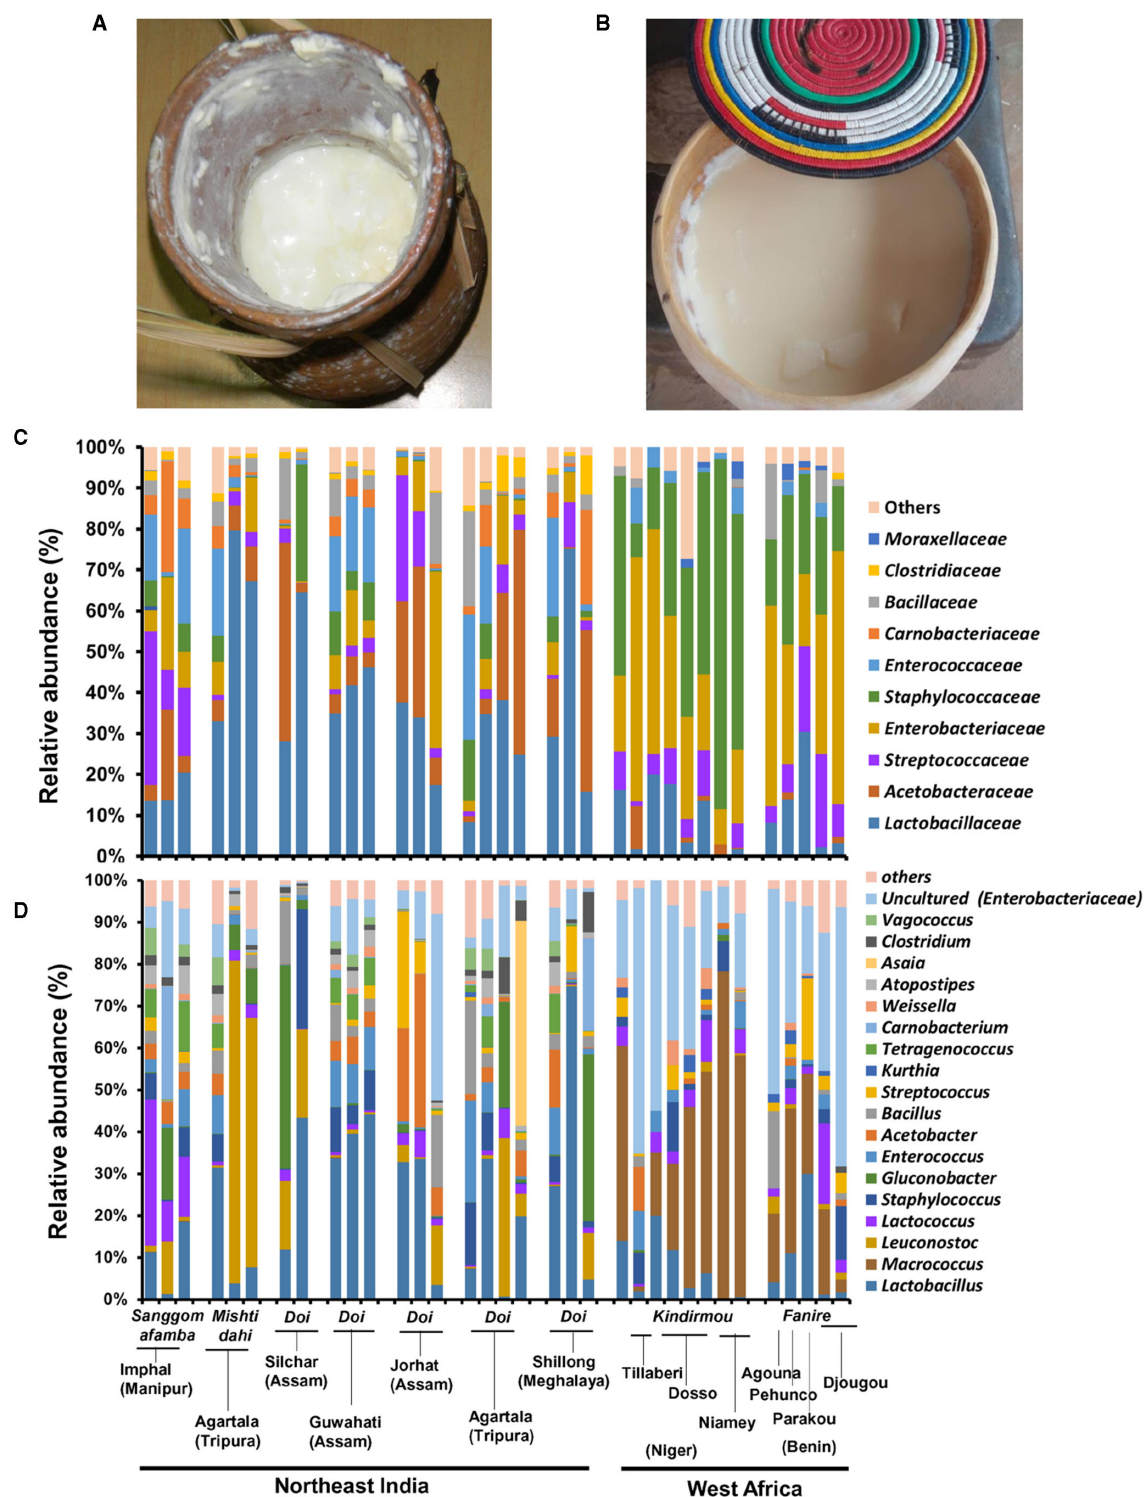 A
B
C
100%
90%
80%
70%
60%
50%
40%
30%
20%
10%
0%
Relative abundance (%)
Others
Moraxellaceae
Clostridiaceae
Bacillaceae
Carnobacteriaceae
Enterococcaceae
Staphylococcaceae
Enterobacteriaceae
Streptococcaceae
Acetobacteraceae
Lactobacillaceae
D
100%
90%
80%
70%
60%
50%
40%
30%
20%
10%
0%
Relative abundance (%)
others
Uncultured (Enterobacteriaceae)
Vagococcus
Clostridium
Asaia
Atopostipes
Weissella
Carnobacterium
Tetragenococcus
Kurthia
Streptococcus
Bacillus
Acetobacter
Enterococcus
Gluconobacter
Staphylococcus
Lactococcus
Leuconostoc
Macrococcus
Lactobacillus
Sanggom
afamba
Mishti
dahi
Doi
Doi
Doi
Doi
Doi
Kindirmou
Fanire
Imphal
(Manipur)
Agartala
(Tripura)
Silchar
(Assam)
Guwahati
(Assam)
Jorhat
(Assam)
Agartala
(Tripura)
Shillong
(Meghalaya)
Tillaberi
Dosso
Niamey
(Niger)
Agouna
Pehunco
Parakou
Djougou
(Benin)
Northeast India
West Africa